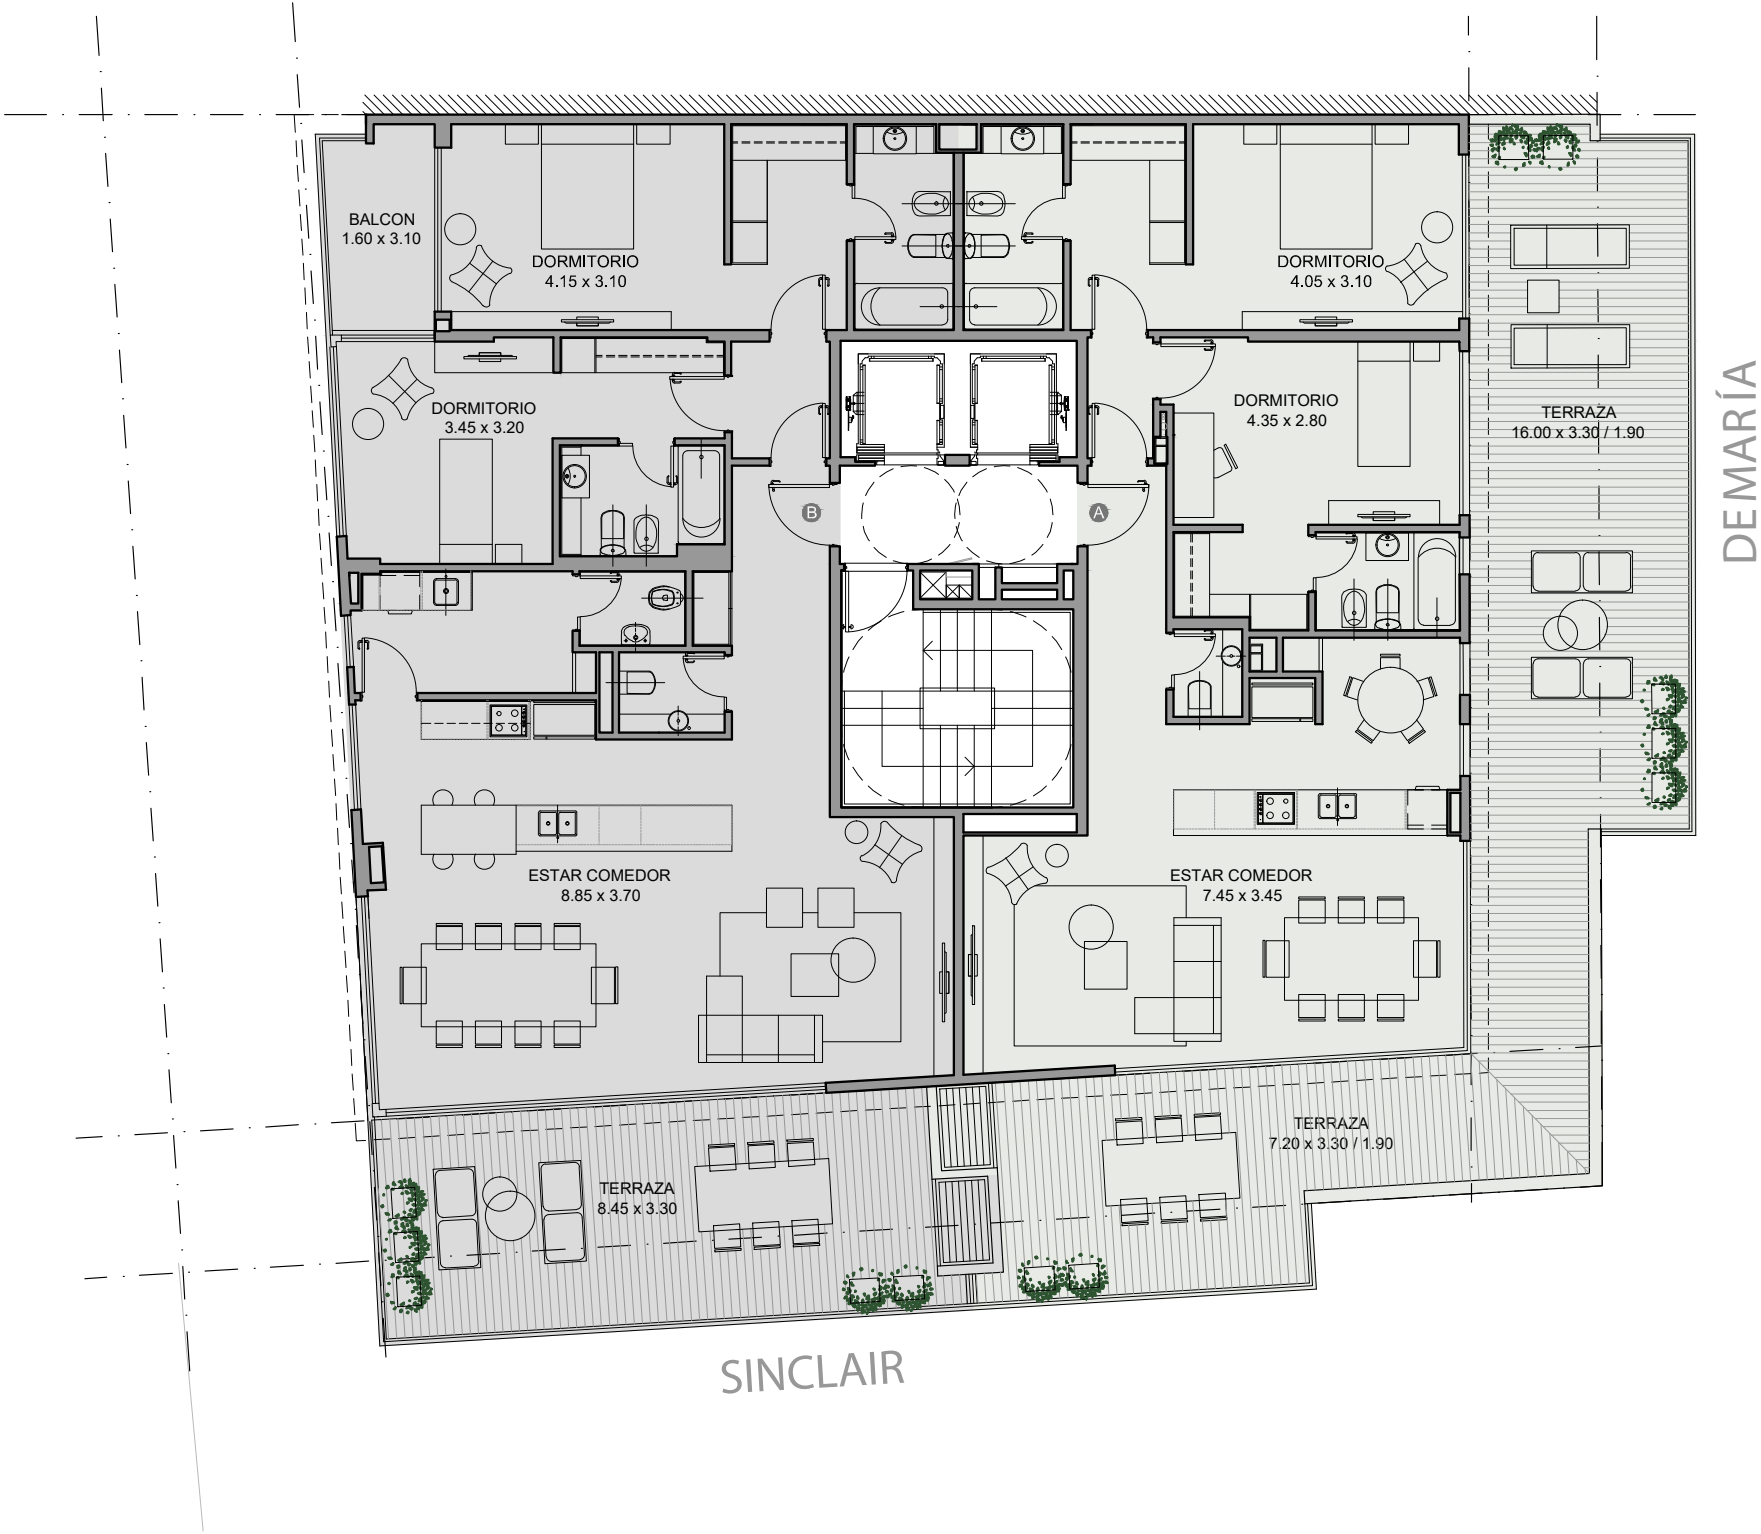 BALCON
1.60 x 3.10
DORMITORIO
4.15 x 3.10
DORMITORIO
4.05 x 3.10
DORMITORIO
3.45 x 3.20
DORMITORIO
4.35 x 2.80
TERRAZA
16.00 x 3.30 / 1.90
DEMARÍA
B
A
ESTAR COMEDOR
8.85 x 3.70
ESTAR COMEDOR
7.45 x 3.45
TERRAZA
7.20 x 3.30 / 1.90
TERRAZA
8.45 x 3.30
SINCLAIR